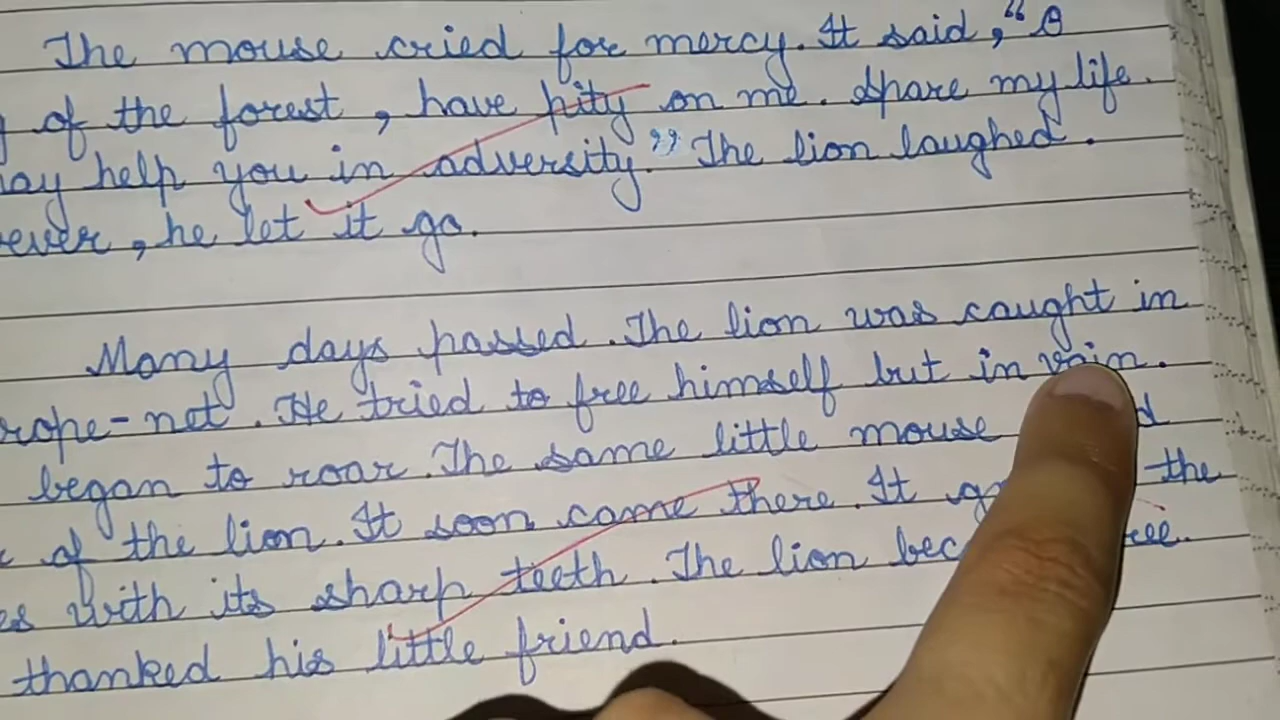 The mouse cried for mercy. It said, "O
of the forest, have pity on me. Spare my life.
help you in adversity." The lion laughed.
, he let it go.
Many days passed. The lion was caught in
rope-net. He tried to free himself but in vain.
began to roar. The same little mouse
of the lion. It soon came there. It the
with its sharp teeth. The lion
thanked his little friend.